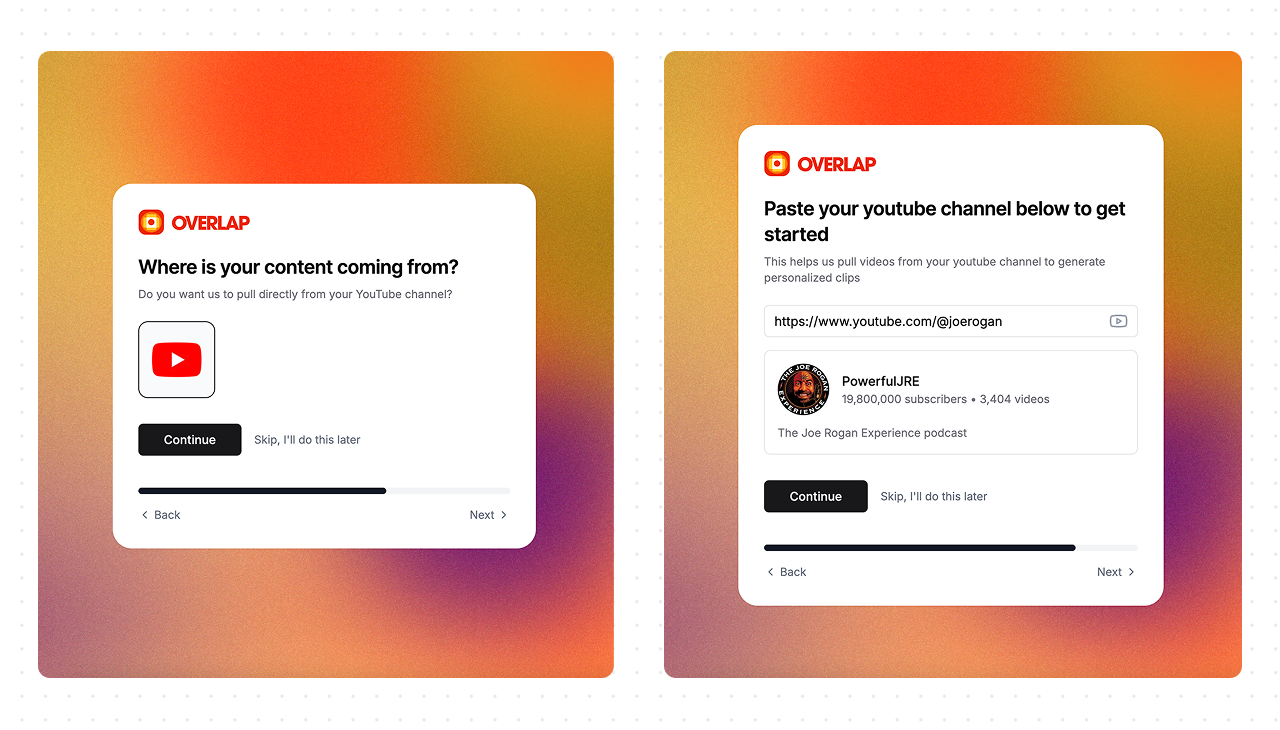 OVERLAP
Where is your content coming from?
Do you want us to pull directly from your YouTube channel?
Continue
Skip, I'll do this later
Back
Next
OVERLAP
Paste your youtube channel below to get
started
This helps us pull videos from your youtube channel to generate
personalized clips
https://www.youtube.com/@joerogan
THE JOE ROGAN
EXPERIENCE
PowerfulJRE
19,800,000 subscribers • 3,404 videos
The Joe Rogan Experience podcast
Continue
Skip, I'll do this later
Back
Next